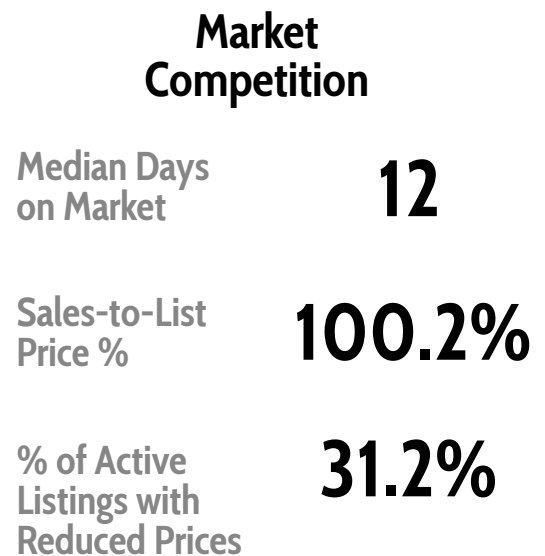 Market
Competition
Median Days
on Market
12
Sales-to-List
Price %
100.2%
% of Active
Listings with
Reduced Prices
31.2%